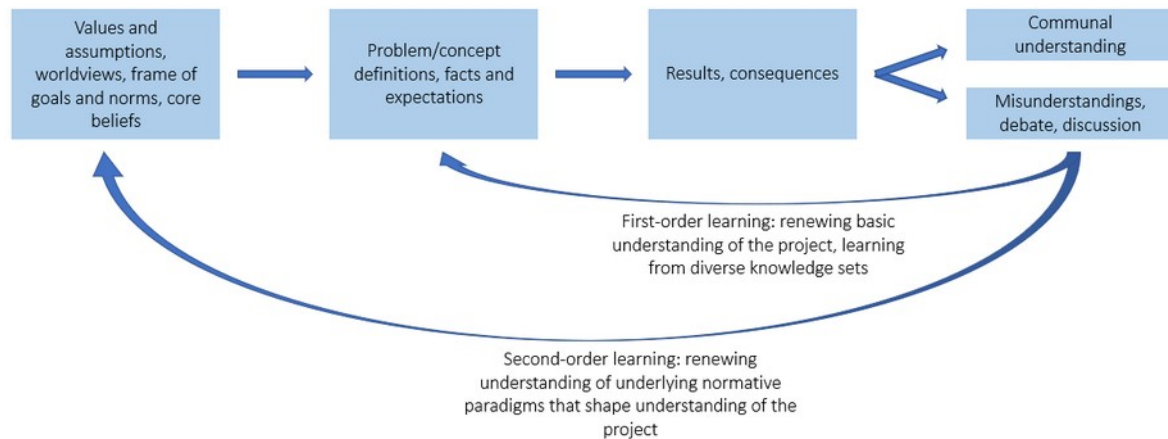 Values and
assumptions,
worldviews, frame of
goals and norms, core
beliefs
Problem/concept
definitions, facts and
expectations
Results, consequences
Communal
understanding
Misunderstandings,
debate, discussion
First-order learning: renewing basic
understanding of the project, learning
from diverse knowledge sets
Second-order learning: renewing
understanding of underlying normative
paradigms that shape understanding of the
project